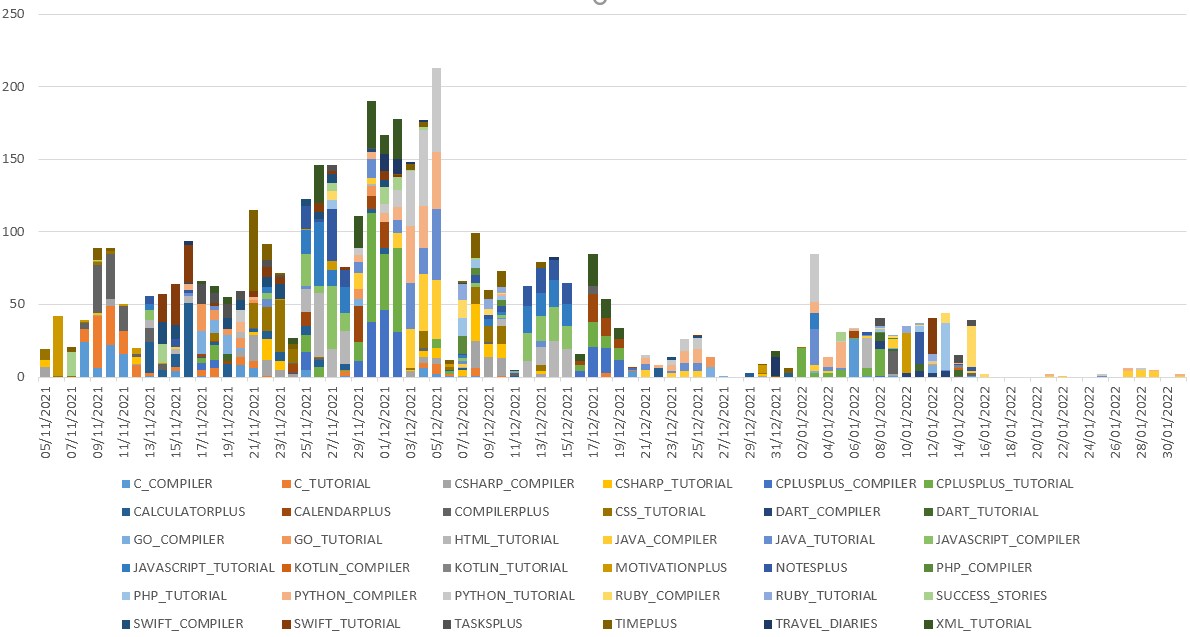 250
200
150
100
50
0
05/11/2021 07/11/2021 09/11/2021 11/11/2021 13/11/2021 15/11/2021 17/11/2021 19/11/2021 21/11/2021 23/11/2021 25/11/2021 27/11/2021 29/11/2021 01/12/2021 03/12/2021 05/12/2021 07/12/2021 09/12/2021 11/12/2021 13/12/2021 15/12/2021 17/12/2021 19/12/2021 21/12/2021 23/12/2021 25/12/2021 27/12/2021 29/12/2021 31/12/2021 02/01/2022 04/01/2022 06/01/2022 08/01/2022 10/01/2022 12/01/2022 14/01/2022 16/01/2022 18/01/2022 20/01/2022 22/01/2022 24/01/2022 26/01/2022 28/01/2022 30/01/2022
C_COMPILER C_TUTORIAL CSHARP_COMPILER CSHARP_TUTORIAL CPLUSPLUS_COMPILER CPLUSPLUS_TUTORIAL
CALCULATORPLUS CALENDARPLUS COMPILERPLUS CSS_TUTORIAL DART_COMPILER DART_TUTORIAL
GO_COMPILER GO_TUTORIAL HTML_TUTORIAL JAVA_COMPILER JAVA_TUTORIAL JAVASCRIPT_COMPILER
JAVASCRIPT_TUTORIAL KOTLIN_COMPILER KOTLIN_TUTORIAL MOTIVATIONPLUS NOTESPLUS PHP_COMPILER
PHP_TUTORIAL PYTHON_COMPILER PYTHON_TUTORIAL RUBY_COMPILER RUBY_TUTORIAL SUCCESS_STORIES
SWIFT_COMPILER SWIFT_TUTORIAL TASKSPLUS TIMEPLUS TRAVEL_DIARIES XML_TUTORIAL